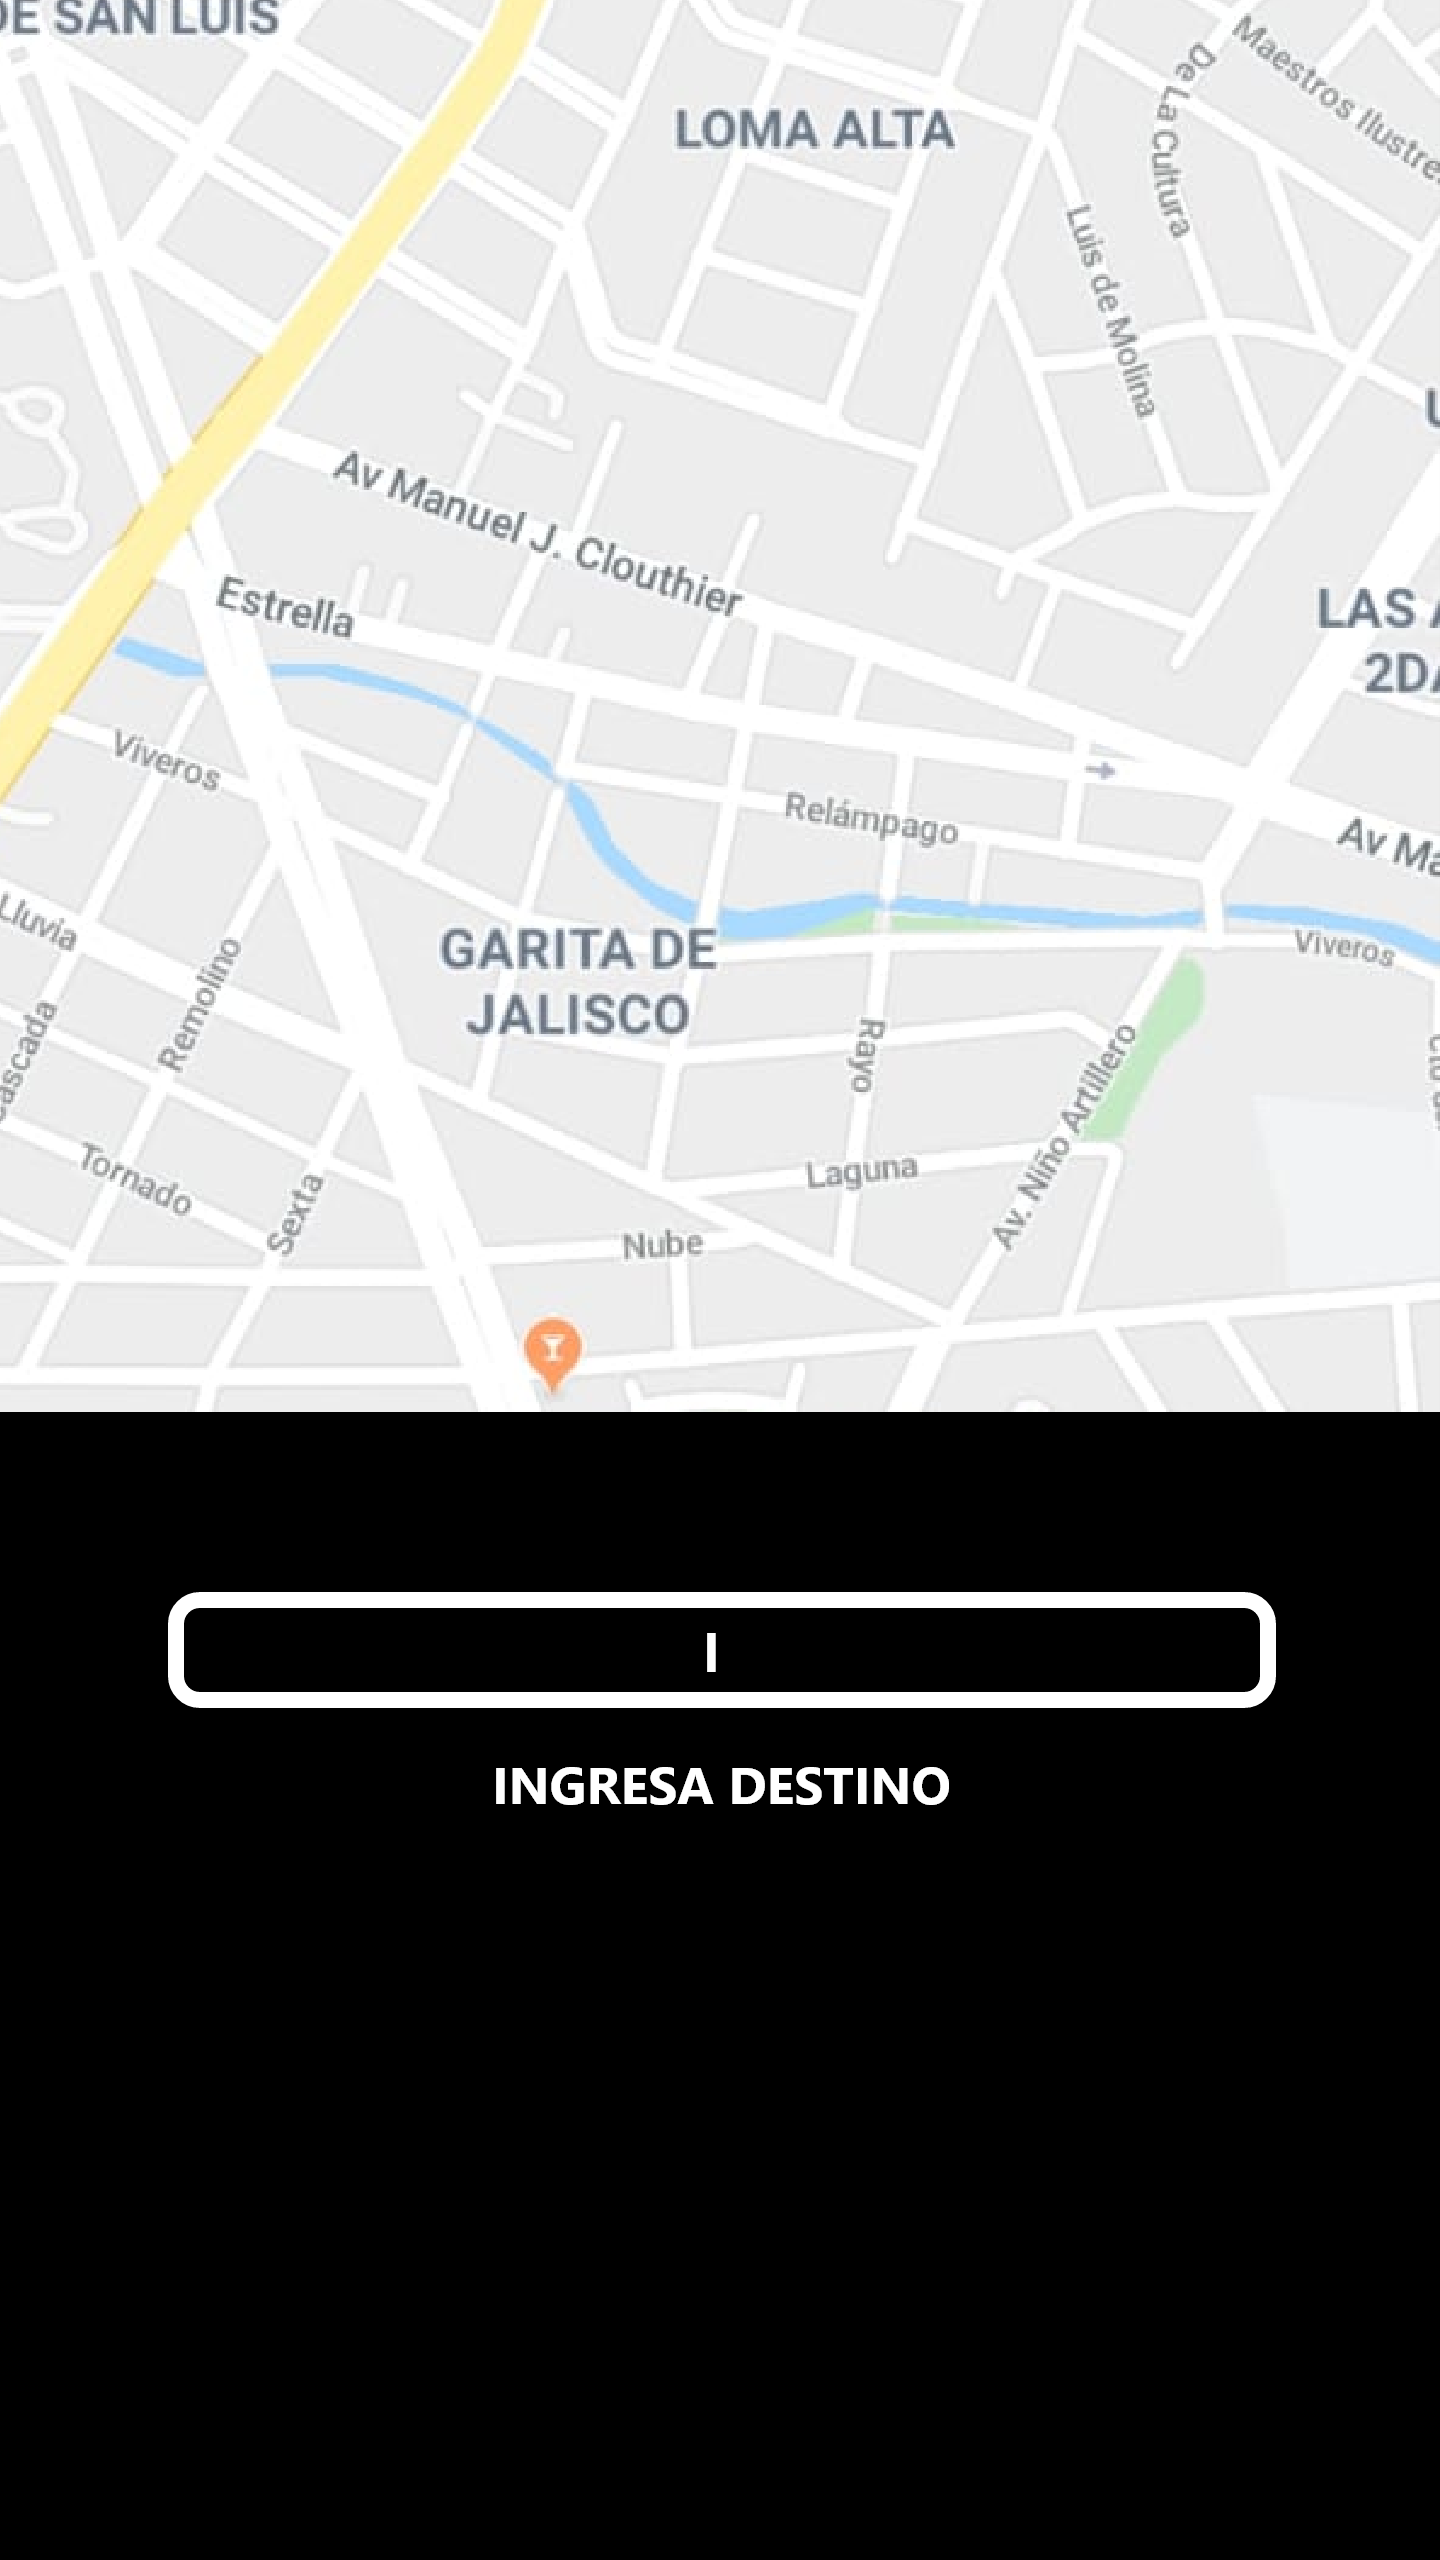 DE SAN LUIS
Maestros Ilustre
De La Cultura
LOMA ALTA
Luis de Molina
Av Manuel J. Clouthier
Estrella
LAS A
2DA
Viveros
Relámpago
Av Ma
Lluvia
GARITA DE
JALISCO
Viveros
Remolino
ascada
Rayo
Av. Niño Artillero
Tornado
Laguna
Sexta
Nube
INGRESA DESTINO